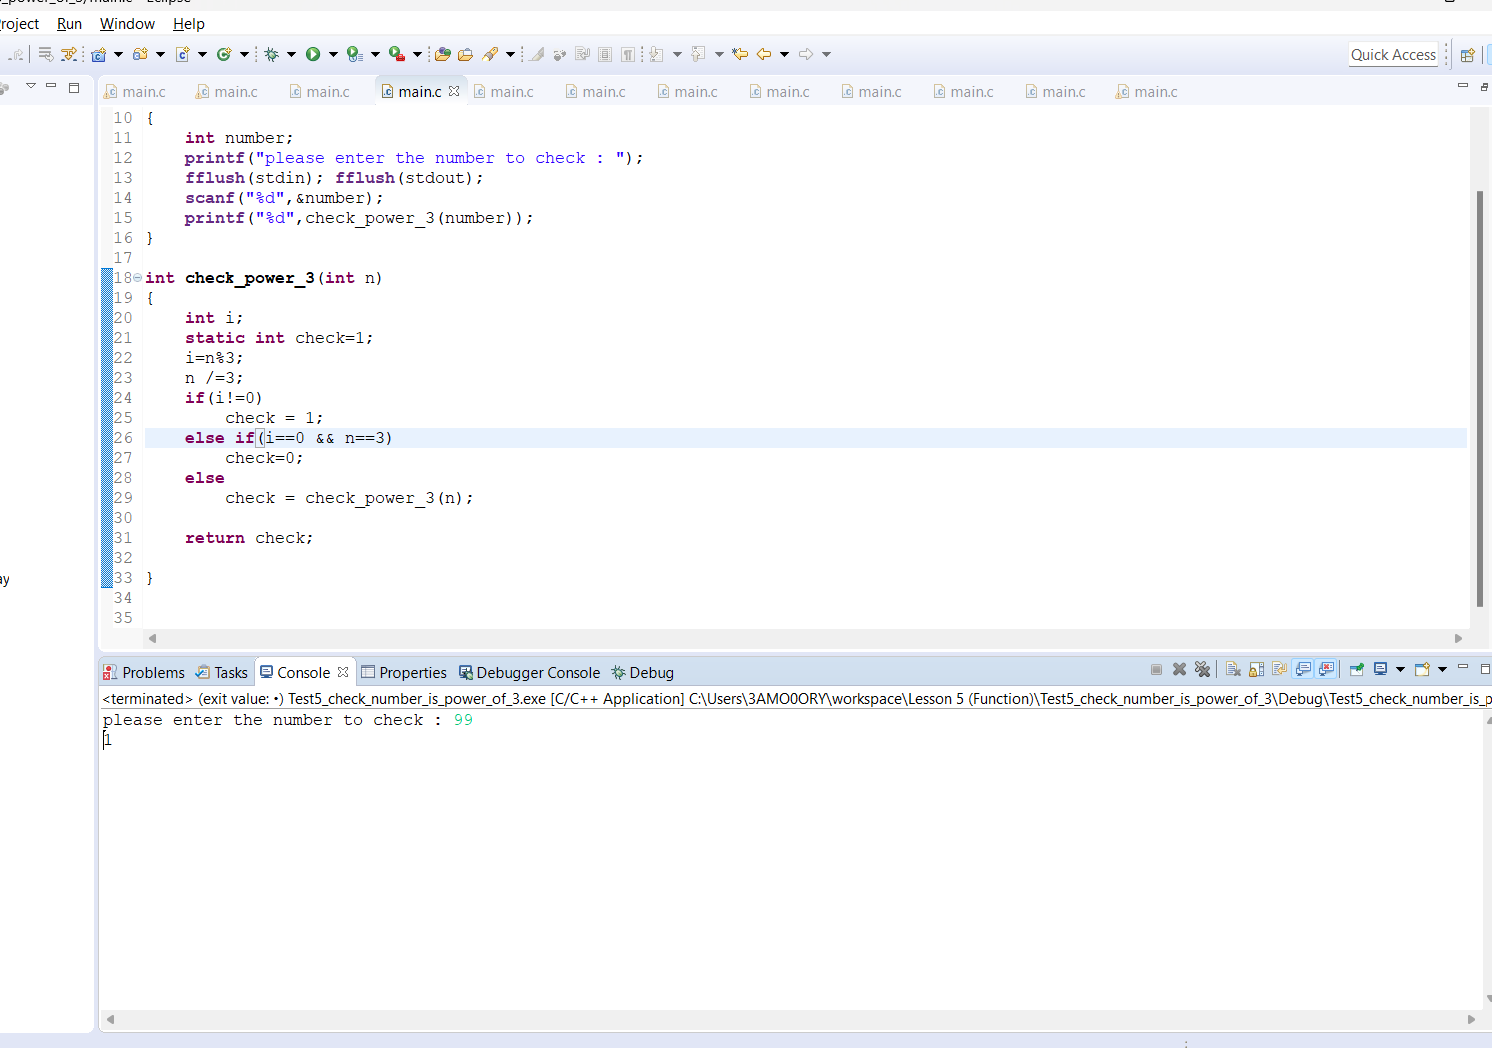 Project Run Window Help
Quick Access
main.c main.c main.c main.c main.c main.c main.c main.c main.c main.c main.c main.c
10 {
11 int number;
12 printf("please enter the number to check : ");
13 fflush(stdin); fflush(stdout);
14 scanf("%d",&number);
15 printf("%d",check_power_3(number));
16 }
17
18 int check_power_3(int n)
19 {
20 int i;
21 static int check=1;
22 i=n%3;
23 n /=3;
24 if(i!=0)
25 check = 1;
26 else if(i==0 && n==3)
27 check=0;
28 else
29 check = check_power_3(n);
30
31 return check;
32
33 }
34
35
ay
Problems Tasks Console Properties Debugger Console Debug
<terminated> (exit value: •) Test5_check_number_is_power_of_3.exe [C/C++ Application] C:\Users\3AMO0ORY\workspace\Lesson 5 (Function)\Test5_check_number_is_power_of_3\Debug\Test5_check_number_is_p
please enter the number to check : 99
1